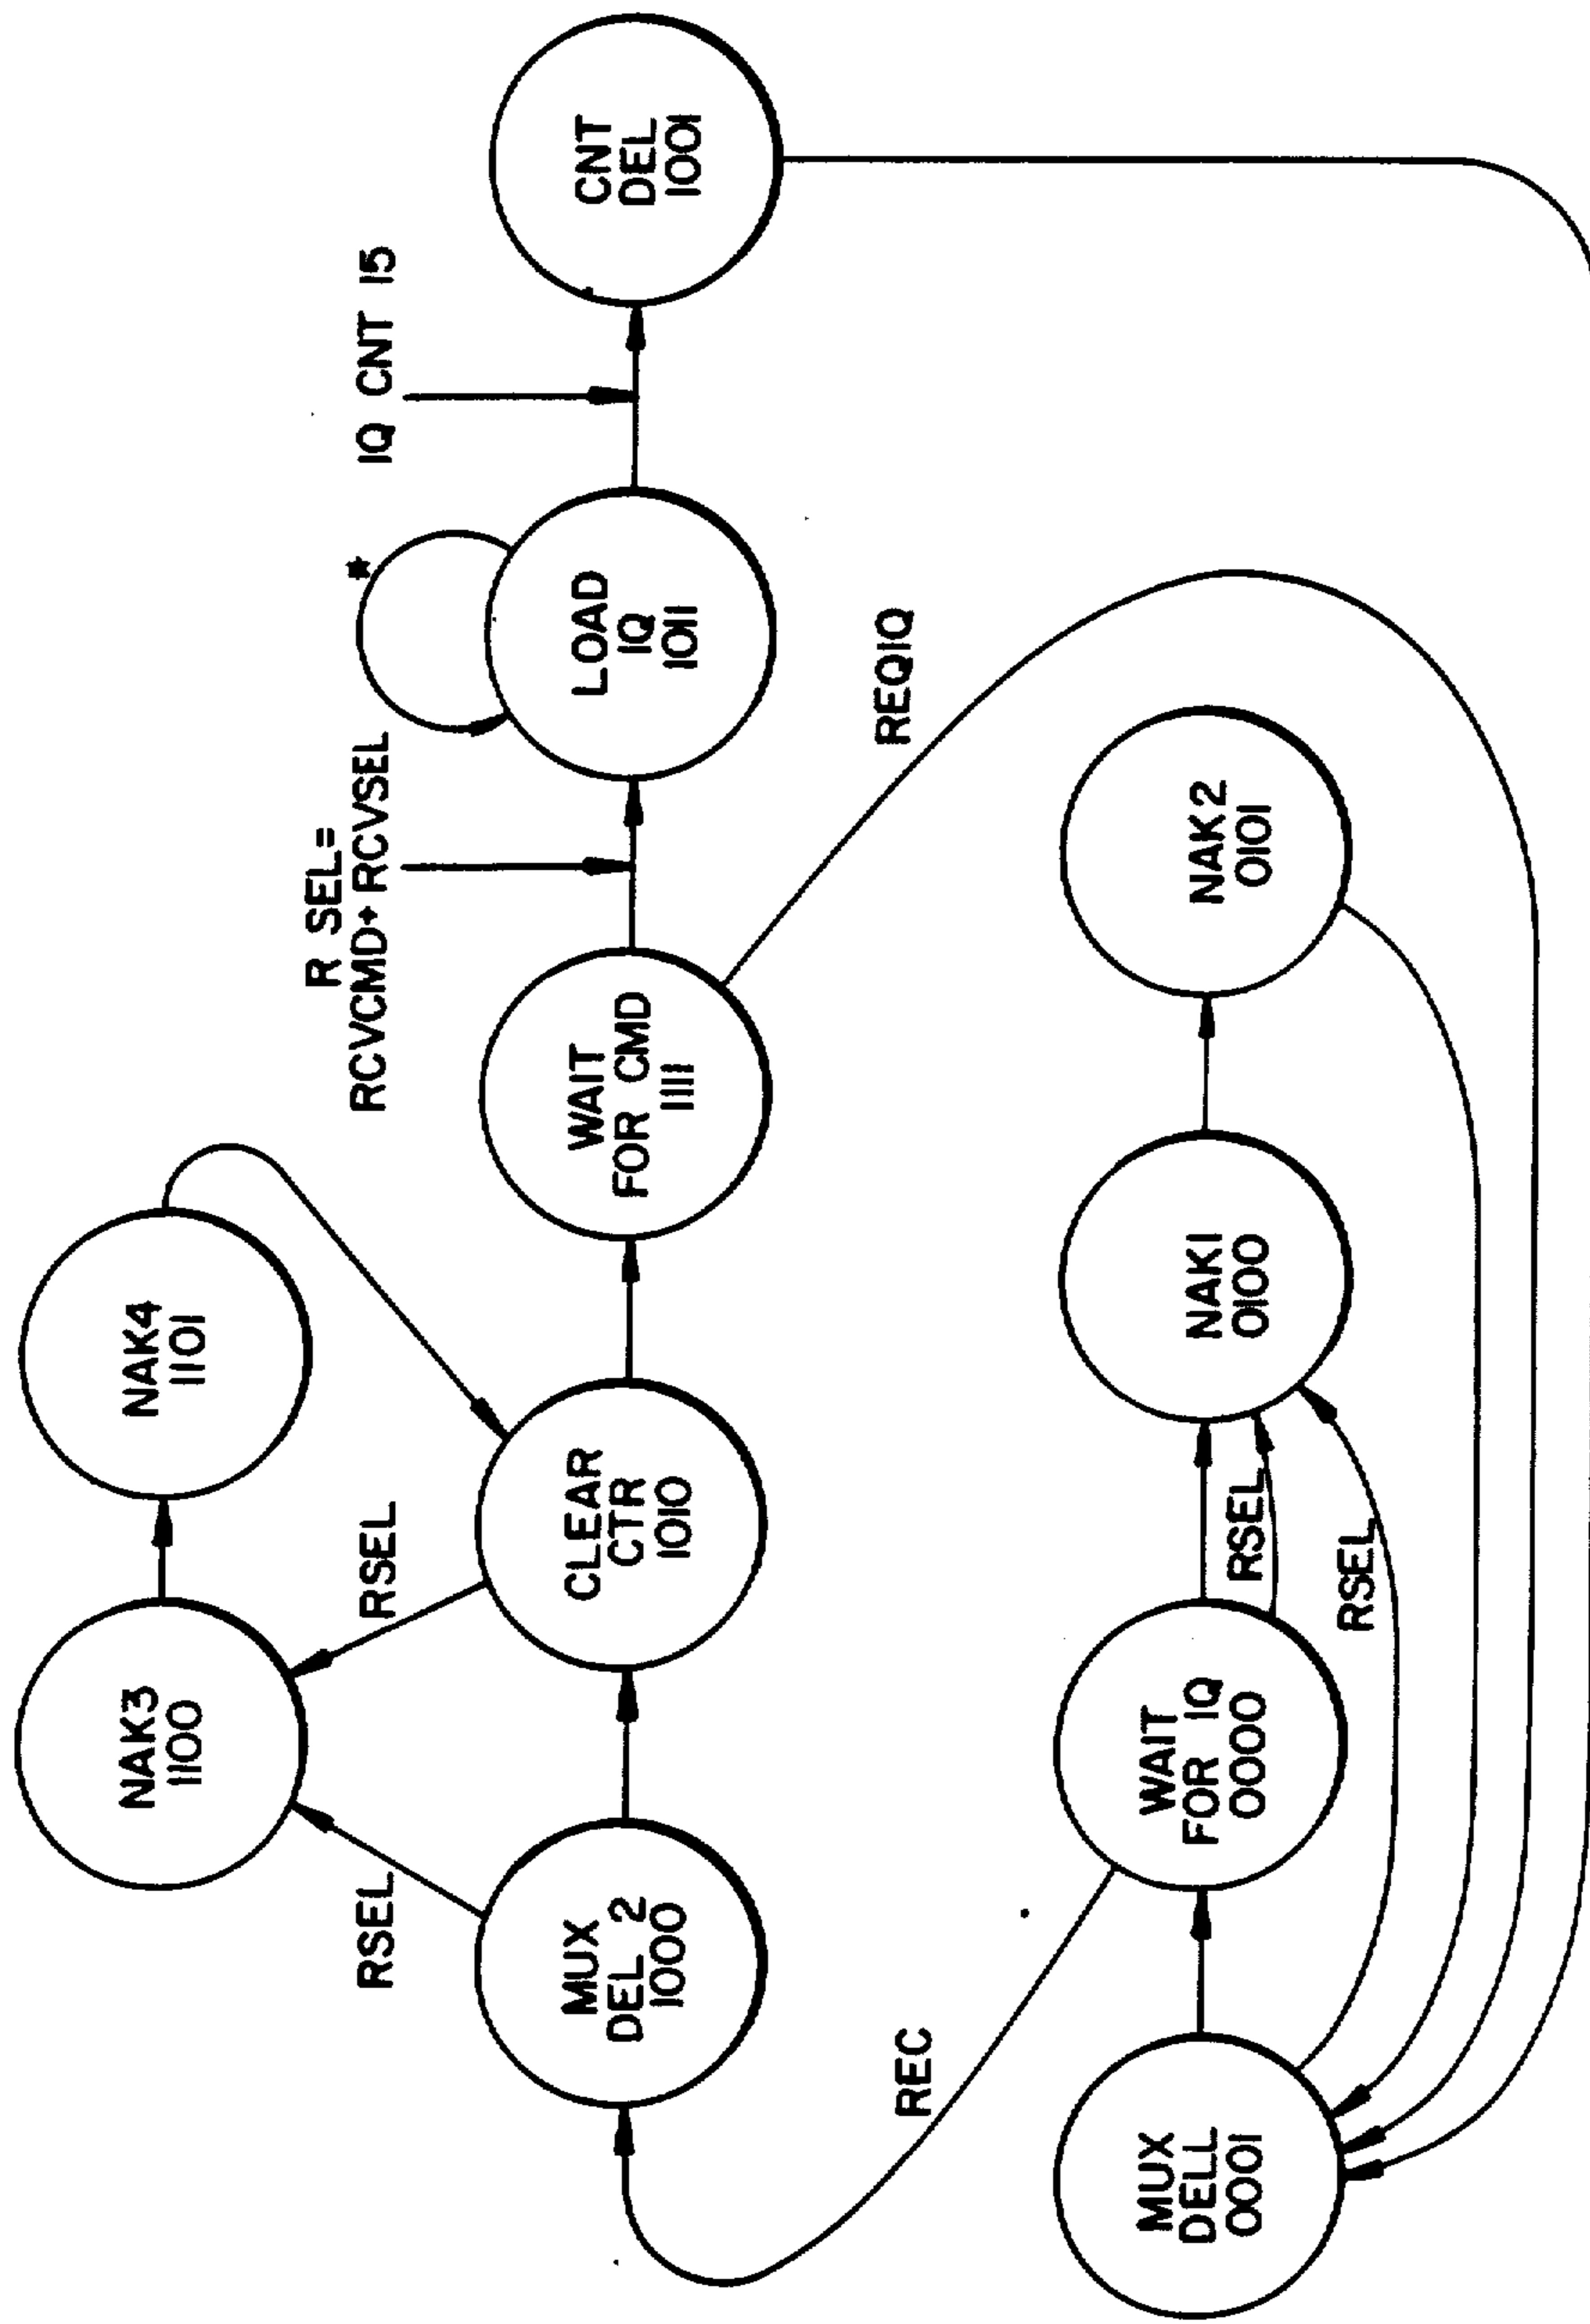 NAK3
1100
NAK4
1101
RSEL
RSEL
R SEL=
RCVCMD+ RCVSEL
*
IQ CNT 15
MUX
DEL 2
1000
CLEAR
CTR
1010
WAIT
FOR CMD
1111
LOAD
IQ
1011
CNT
DEL
1001
REC
REQIQ
MUX
DELL
0001
WAIT
FOR IQ
0000
RSEL
RSEL
NAK1
0100
NAK2
0101